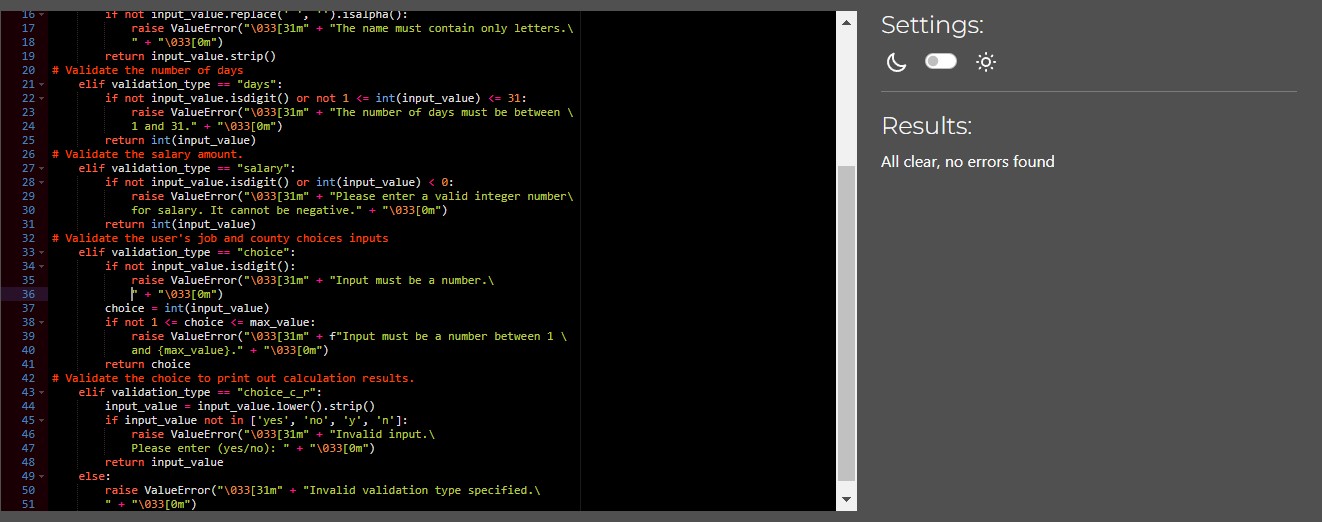 16 if not input_value.replace(' ', '').isalpha():
17 raise ValueError("\033[31m" + "The name must contain only letters.\
18 " + "\033[0m")
19 return input_value.strip()
20 # Validate the number of days
21 elif validation_type == "days":
22 if not input_value.isdigit() or not 1 <= int(input_value) <= 31:
23 raise ValueError("\033[31m" + "The number of days must be between \
24 1 and 31." + "\033[0m")
25 return int(input_value)
26 # Validate the salary amount.
27 elif validation_type == "salary":
28 if not input_value.isdigit() or int(input_value) < 0:
29 raise ValueError("\033[31m" + "Please enter a valid integer number\
30 for salary. It cannot be negative." + "\033[0m")
31 return int(input_value)
32 # Validate the user's job and county choices inputs
33 elif validation_type == "choice":
34 if not input_value.isdigit():
35 raise ValueError("\033[31m" + "Input must be a number.\
36 " + "\033[0m")
37 choice = int(input_value)
38 if not 1 <= choice <= max_value:
39 raise ValueError("\033[31m" + f"Input must be a number between 1 \
40 and {max_value}." + "\033[0m")
41 return choice
42 # Validate the choice to print out calculation results.
43 elif validation_type == "choice_c_r":
44 input_value = input_value.lower().strip()
45 if input_value not in ['yes', 'no', 'y', 'n']:
46 raise ValueError("\033[31m" + "Invalid input.\
47 Please enter (yes/no): " + "\033[0m")
48 return input_value
49 else:
50 raise ValueError("\033[31m" + "Invalid validation type specified.\
51 " + "\033[0m")
Settings:
Results:
All clear, no errors found